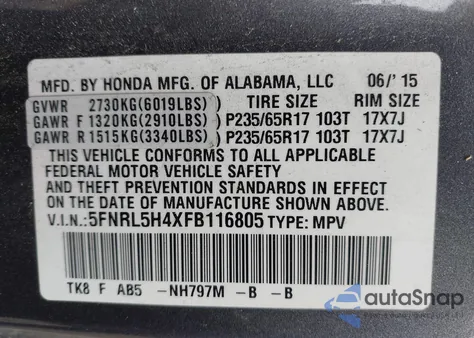 MFD. BY HONDA MFG. OF ALABAMA, LLC 06/'15
GVWR 2730KG(6019LBS) TIRE SIZE RIM SIZE
GAWR F 1320KG(2910LBS) P235/65R17 103T 17X7J
GAWR R 1515KG(3340LBS) P235/65R17 103T 17X7J
THIS VEHICLE CONFORMS TO ALL APPLICABLE
FEDERAL MOTOR VEHICLE SAFETY
AND THEFT PREVENTION STANDARDS IN EFFECT
ON THE DATE OF MANUFACTURE SHOWN ABOVE.
V.I.N.: 5FNRL5H4XFB116805 TYPE: MPV
TK8 F AB5 -NH797M -B -B
autoSnap
Powered by AutoBidMaster